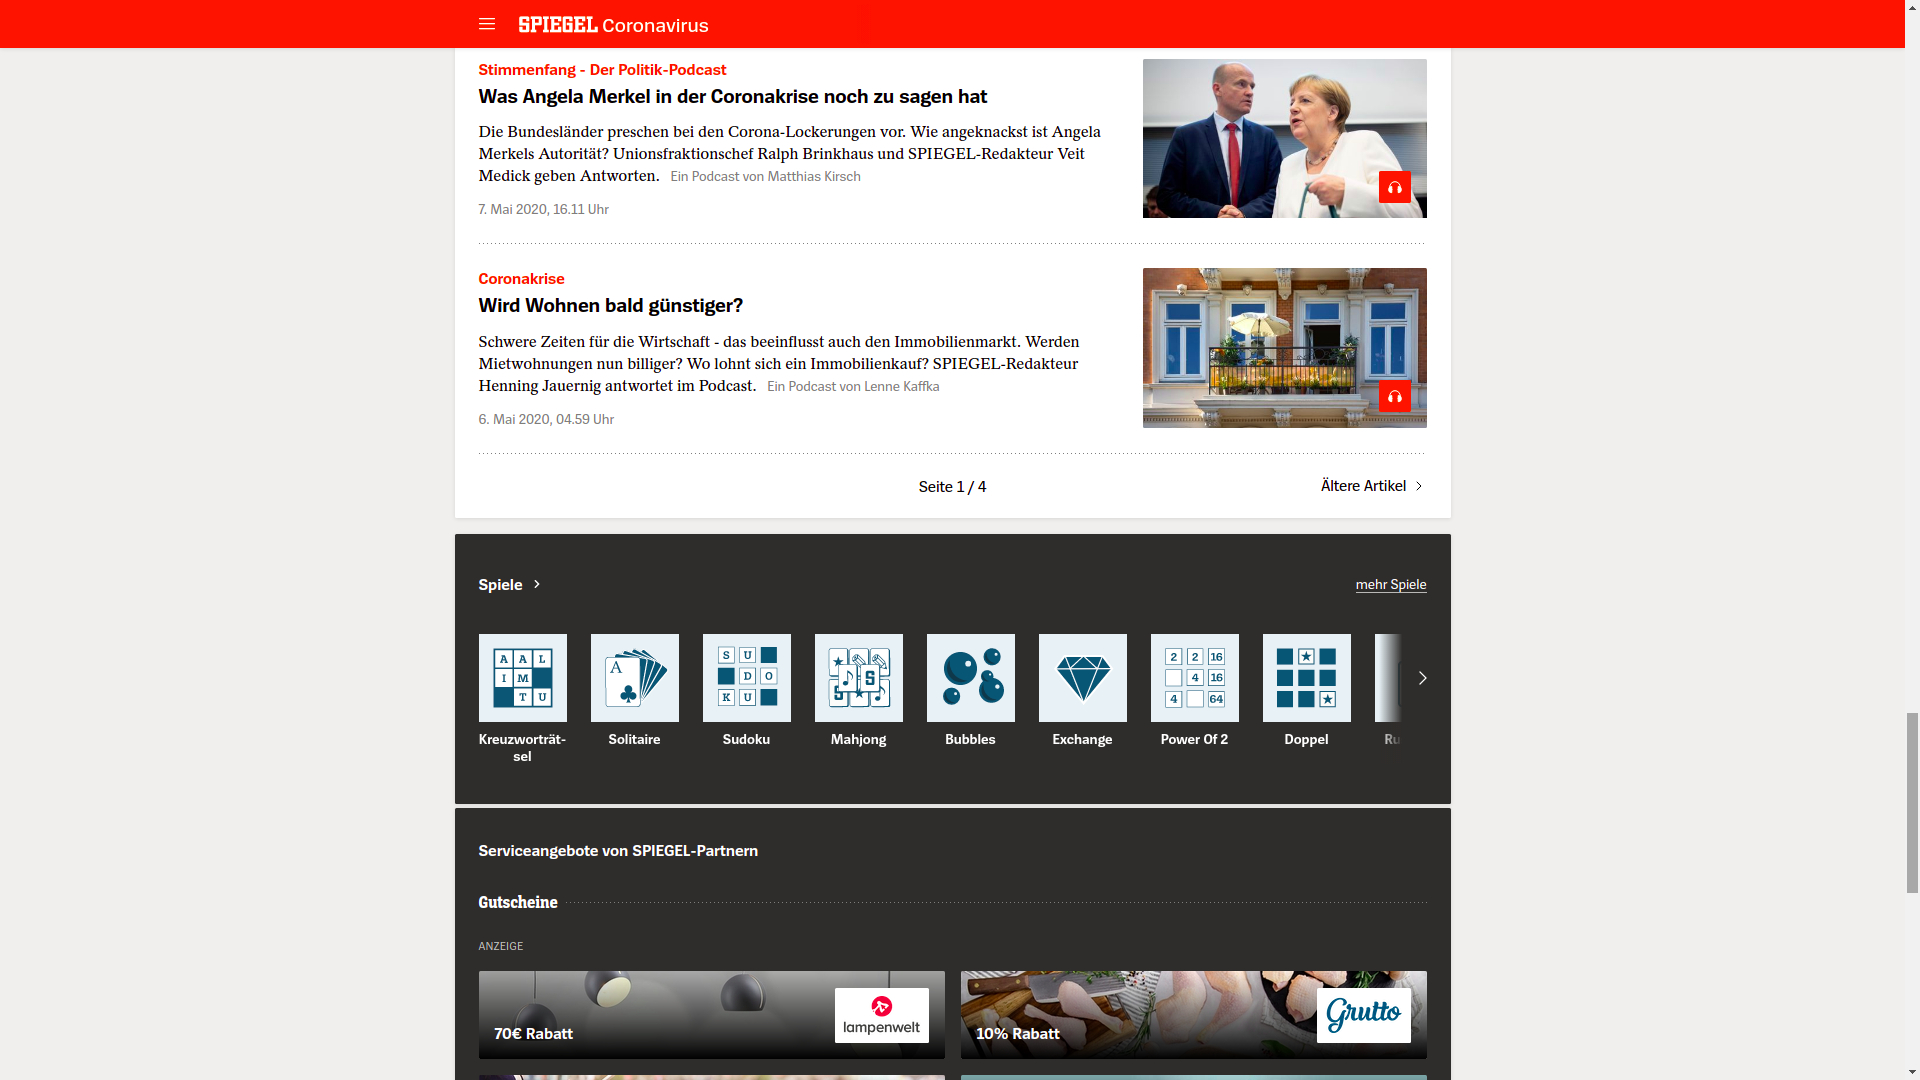 SPIEGEL Coronavirus
Stimmenfang - Der Politik-Podcast
Was Angela Merkel in der Coronakrise noch zu sagen hat
Die Bundesländer preschen bei den Corona-Lockerungen vor. Wie angeknackst ist Angela
Merkels Autorität? Unionsfraktionschef Ralph Brinkhaus und SPIEGEL-Redakteur Veit
Medick geben Antworten. Ein Podcast von Matthias Kirsch
7. Mai 2020, 16.11 Uhr
Coronakrise
Wird Wohnen bald günstiger?
Schwere Zeiten für die Wirtschaft - das beeinflusst auch den Immobilienmarkt. Werden
Mietwohnungen nun billiger? Wo lohnt sich ein Immobilienkauf? SPIEGEL-Redakteur
Henning Jauernig antwortet im Podcast. Ein Podcast von Lenne Kaffka
6. Mai 2020, 04.59 Uhr
Seite 1 / 4
Ältere Artikel
Spiele
mehr Spiele
A A L
I M
T U
A
S U
D O
K U
S
S
2 2 16
4 16
4 64
Kreuzworträt-
sel
Solitaire
Sudoku
Mahjong
Bubbles
Exchange
Power Of 2
Doppel
Ru
Serviceangebote von SPIEGEL-Partnern
Gutscheine
ANZEIGE
70€ Rabatt
lampenwelt
10% Rabatt
Grutto